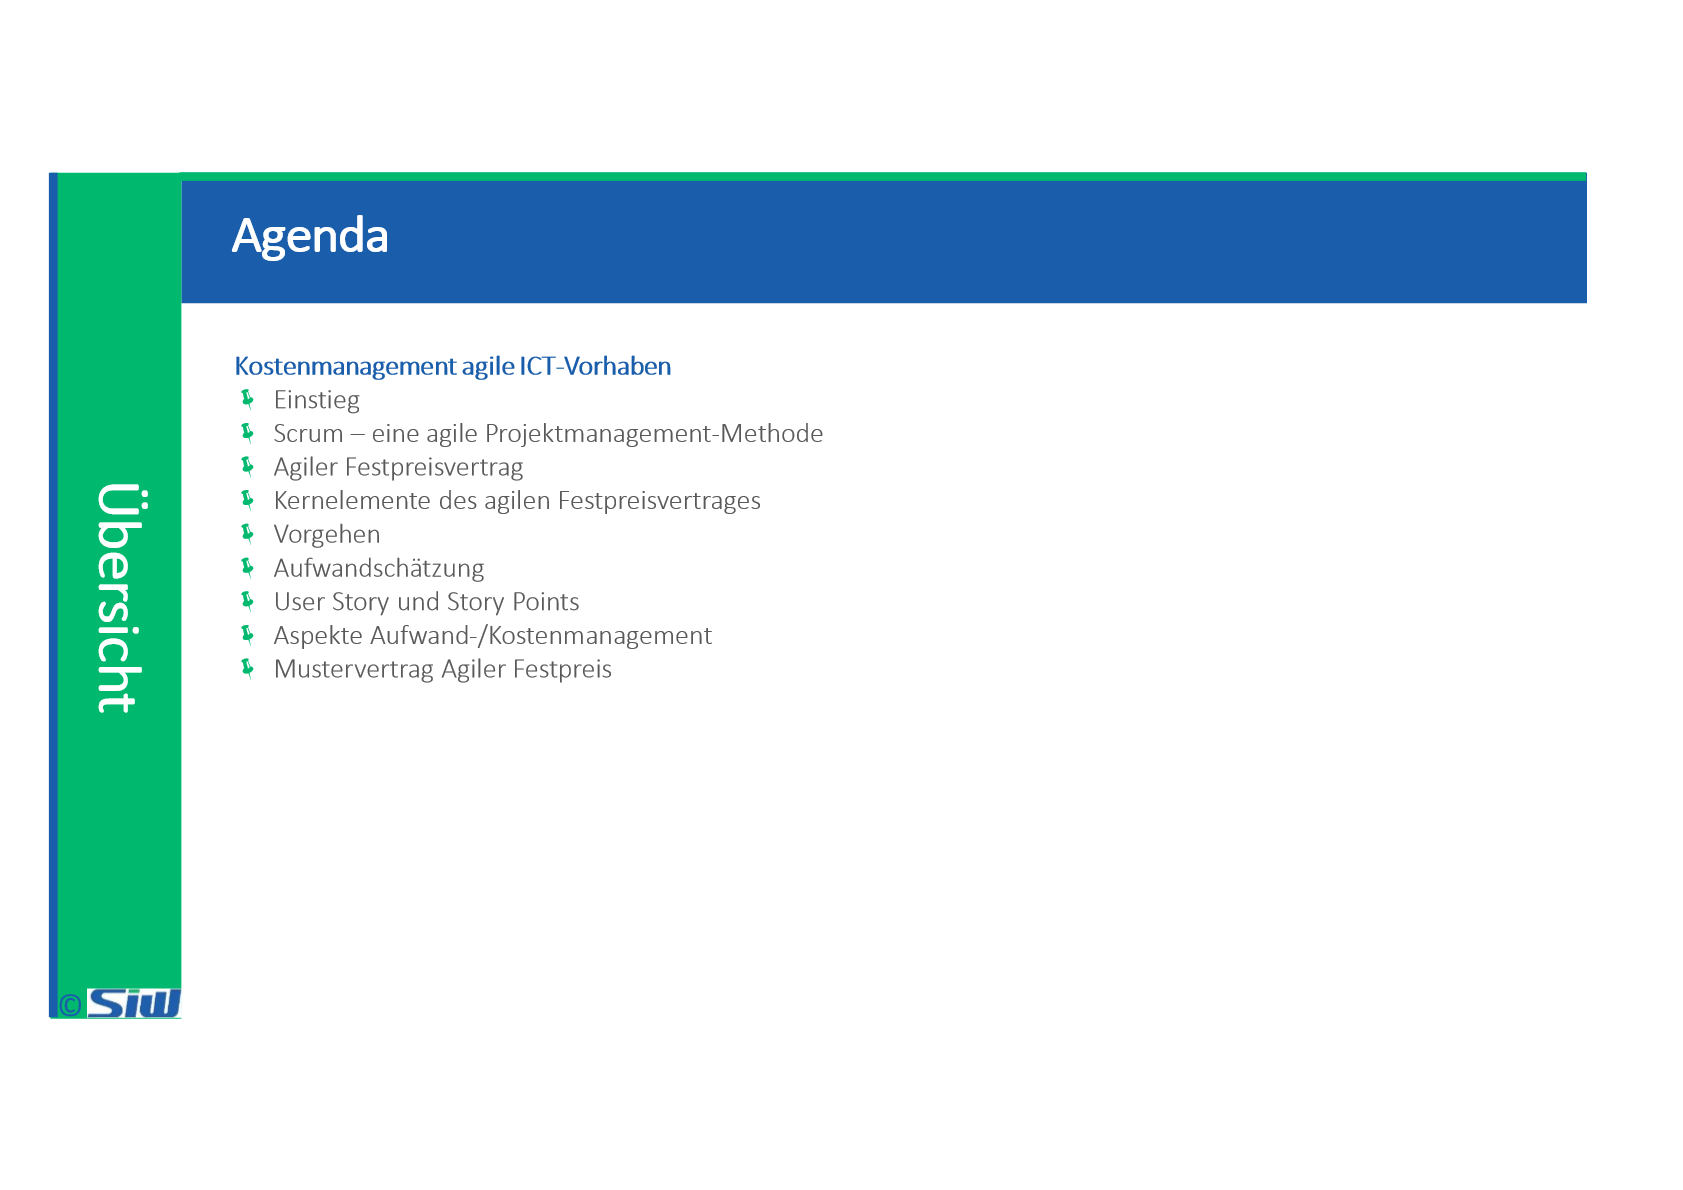 Agenda
Kostenmanagement agile ICT-Vorhaben
Einstieg
Scrum – eine agile Projektmanagement-Methode
Agiler Festpreisvertrag
Kernelemente des agilen Festpreisvertrages
Vorgehen
Aufwandschätzung
User Story und Story Points
Aspekte Aufwand-/Kostenmanagement
Mustervertrag Agiler Festpreis
Übersicht
© SIW